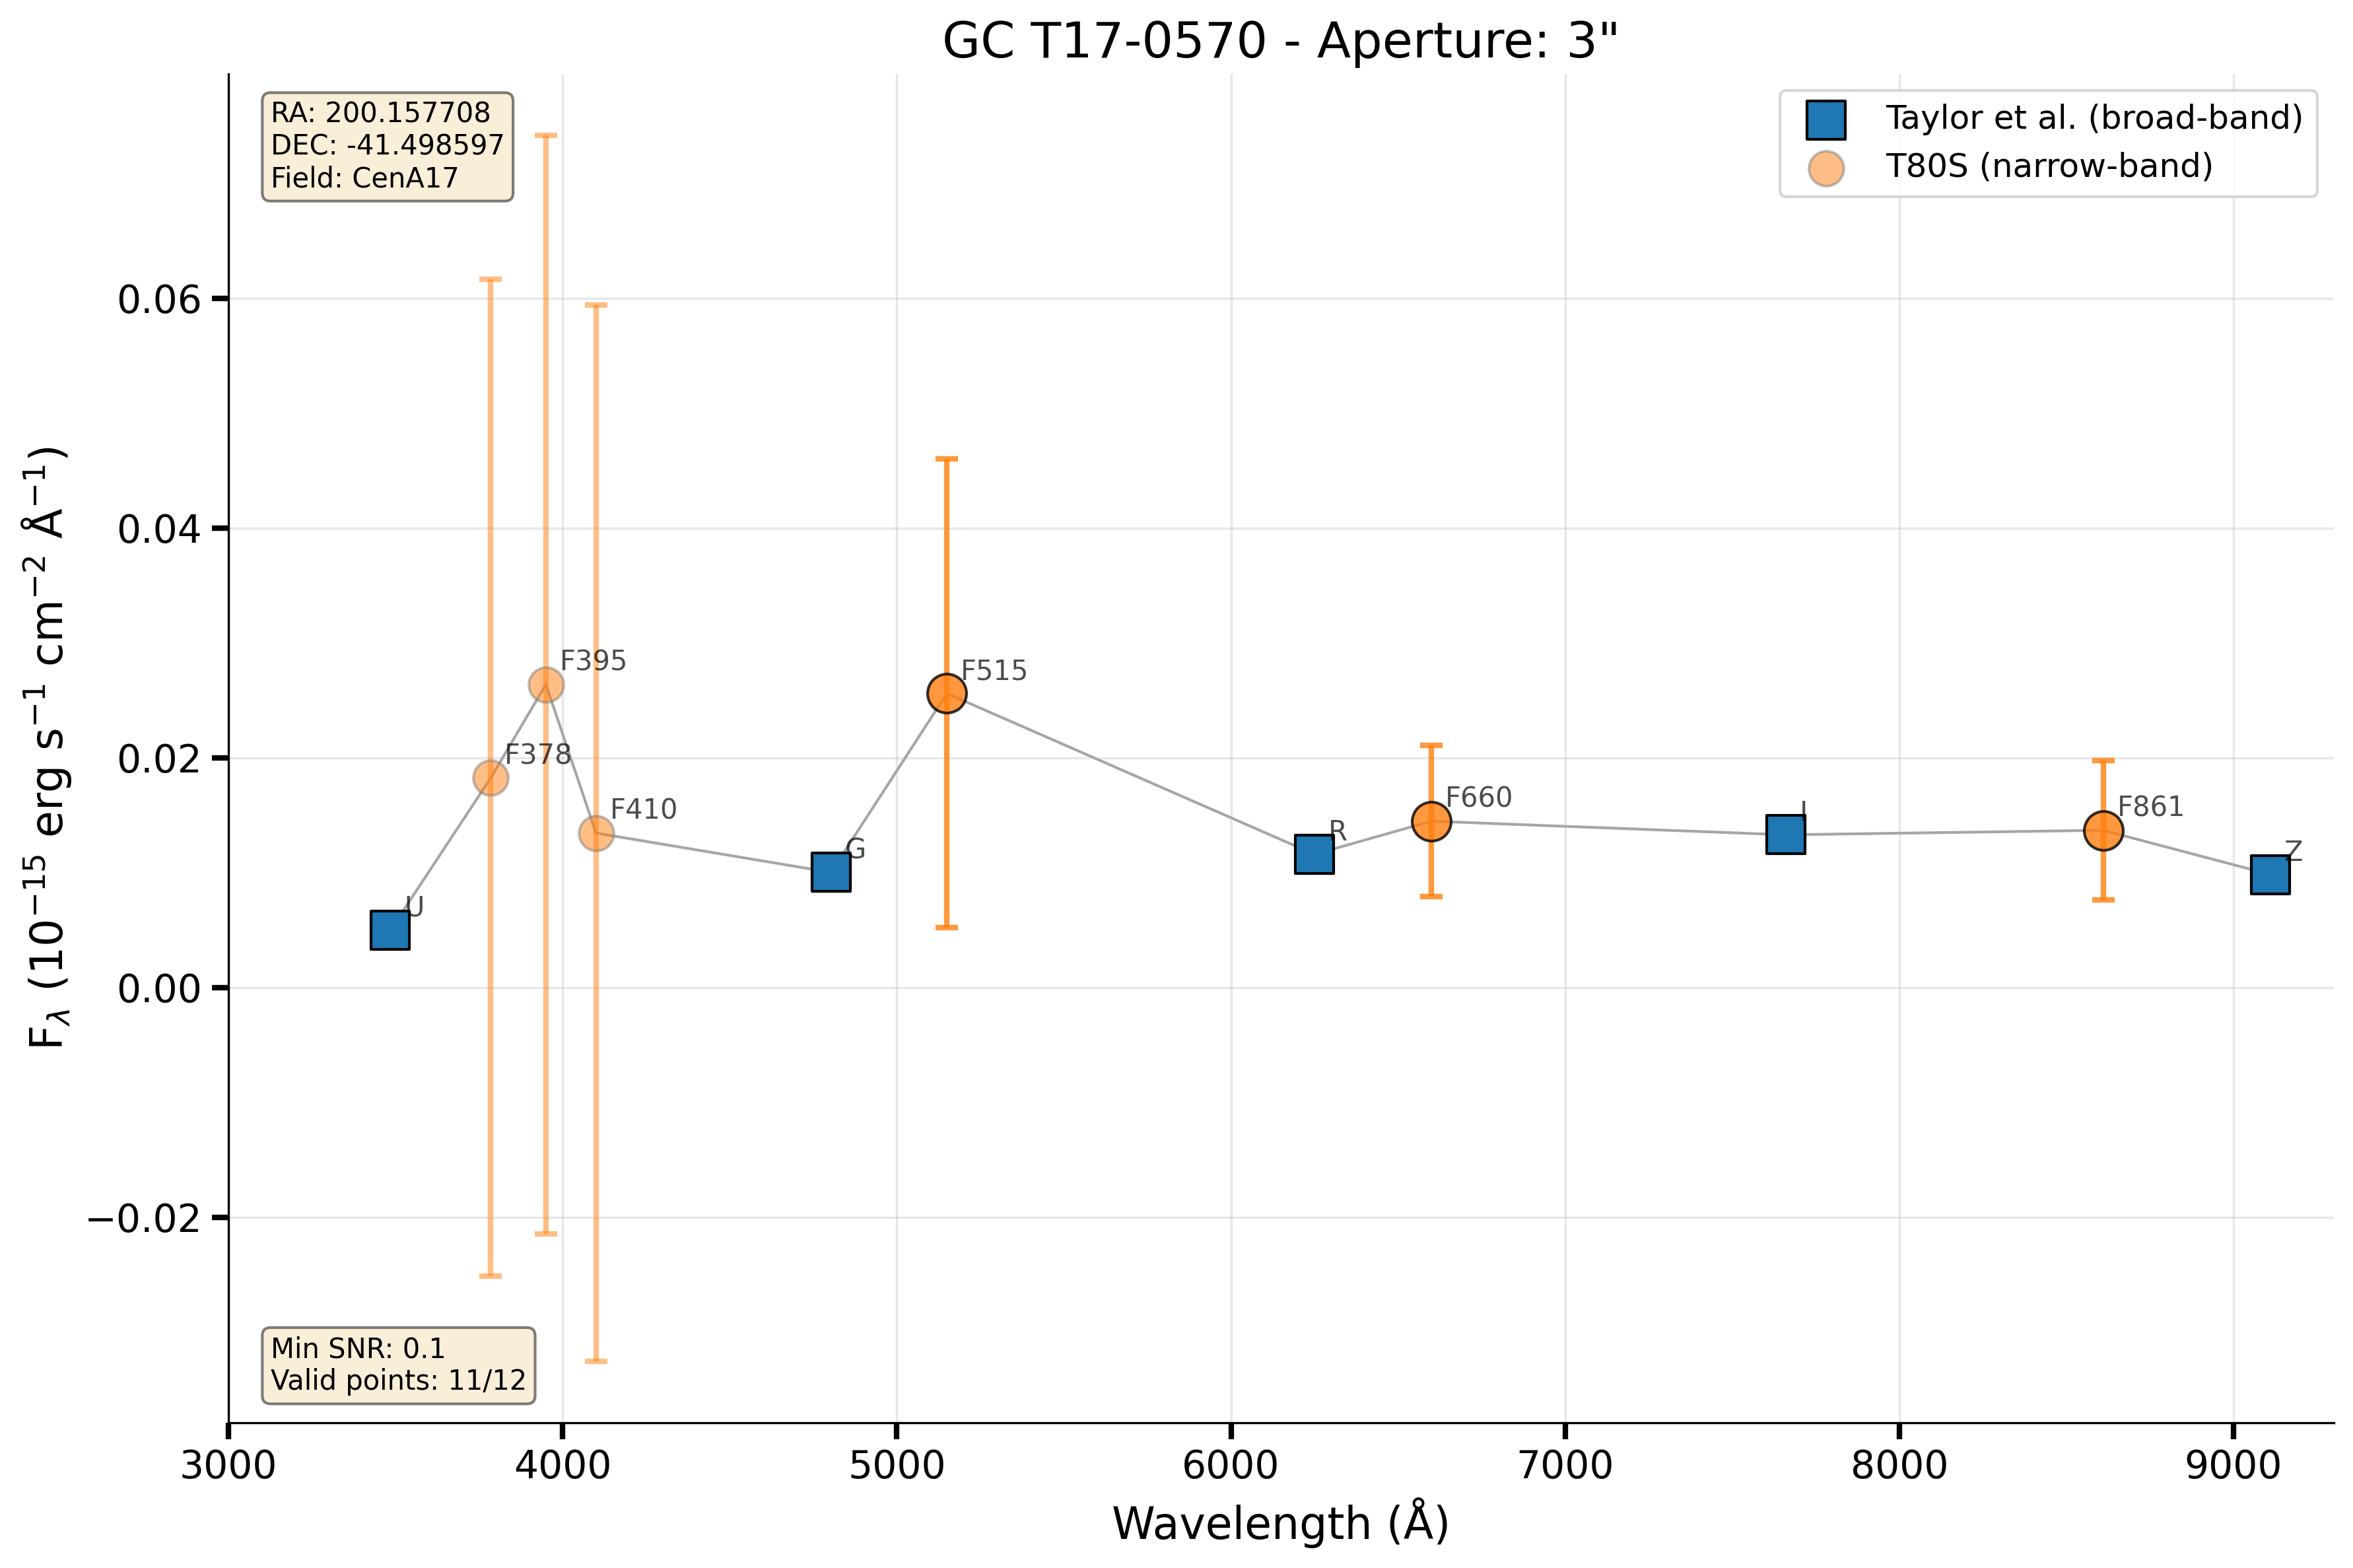 GC T17-0570 - Aperture: 3"
RA: 200.157708
DEC: -41.498597
Field: CenA17
Taylor et al. (broad-band)
T80S (narrow-band)
0.06
0.04
0.02
0.00
−0.02
F_λ (10⁻¹⁵ erg s⁻¹ cm⁻² Å⁻¹)
U
F378
F395
F410
G
F515
R
F660
I
F861
Z
Min SNR: 0.1
Valid points: 11/12
3000 4000 5000 6000 7000 8000 9000
Wavelength (Å)